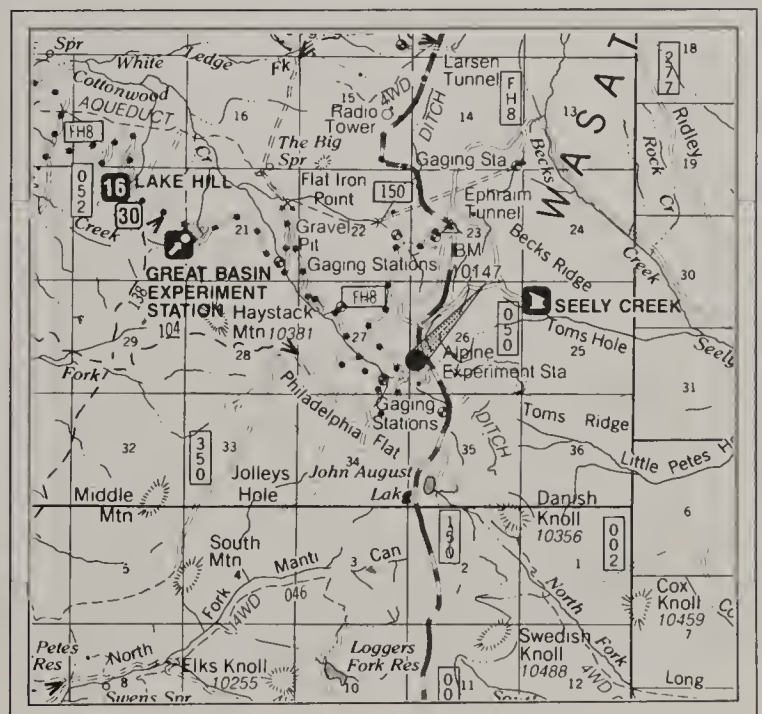 Spr
White Ledge
Fk
Larsen
Tunnel
18
277
WASAT
Cottonwood
AQUEDUCT
15
4WD
Radio
Tower
DITCH
14
FH8
13
Ridley
Rock Cr
19
16
Cr
FH8
The Big
Spr
Gaging Sta
Becks
Creek
052
16 LAKE HILL
Flat Iron
Point
150
Ephraim
Tunnel
30
Creek
21
Gravel
Pit
22
23
24
BM
10147
Becks Ridge
Gaging Stations
30
GREAT BASIN
EXPERIMENT
STATION
138
104
Haystack
Mtn 10381
FH8
SEELY CREEK
050
Toms Hole
Seely
29
28
27
26
25
Alpine
Experiment Sta
Fork
31
Philadelphia Flat
Gaging
Stations
DITCH
Toms Ridge
32
350
33
34
35
36
Little Petes H
Jolleys
Hole
John August
Lak
Middle
Mtn
Danish
Knoll
10356
002
6
150
5
South
Mtn
4
North Fork Manti Can
3
2
1
046
4WD
North Fork
4WD
Cox
Knoll
10459
7
Petes
Res
Elks Knoll
10255
Loggers
Fork Res
Swedish
Knoll
10488
8
10
11
12
Long
Swens Spr